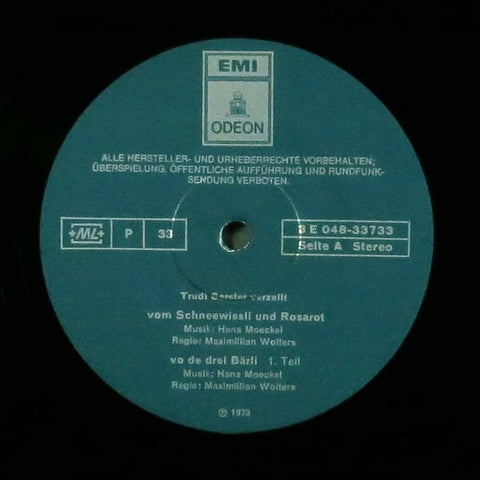 EMI
ODEON
ALLE HERSTELLER- UND URHEBERRECHTE VORBEHALTEN;
ÜBERSPIELUNG, ÖFFENTLICHE AUFFÜHRUNG UND RUNDFUNK-
SENDUNG VERBOTEN.
+ML+ P 33
3 E 048-33733
Seite A Stereo
Trudi Gerster verzellt
vom Schneewissli und Rosarot
Musik: Hans Moeckel
Regie: Maximilian Wolters
vo de drei Bärli 1. Teil
Musik: Hans Moeckel
Regie: Maximilian Wolters
℗ 1973